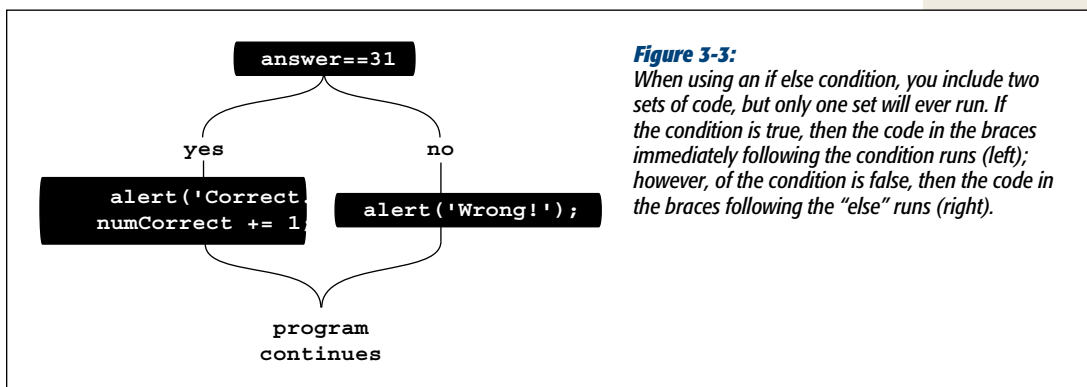 answer==31
yes
no
alert('Correct.
numCorrect += 1;
alert('Wrong!');
program
continues
Figure 3-3:
When using an if else condition, you include two
sets of code, but only one set will ever run. If
the condition is true, then the code in the braces
immediately following the condition runs (left);
however, of the condition is false, then the code in
the braces following the “else” runs (right).